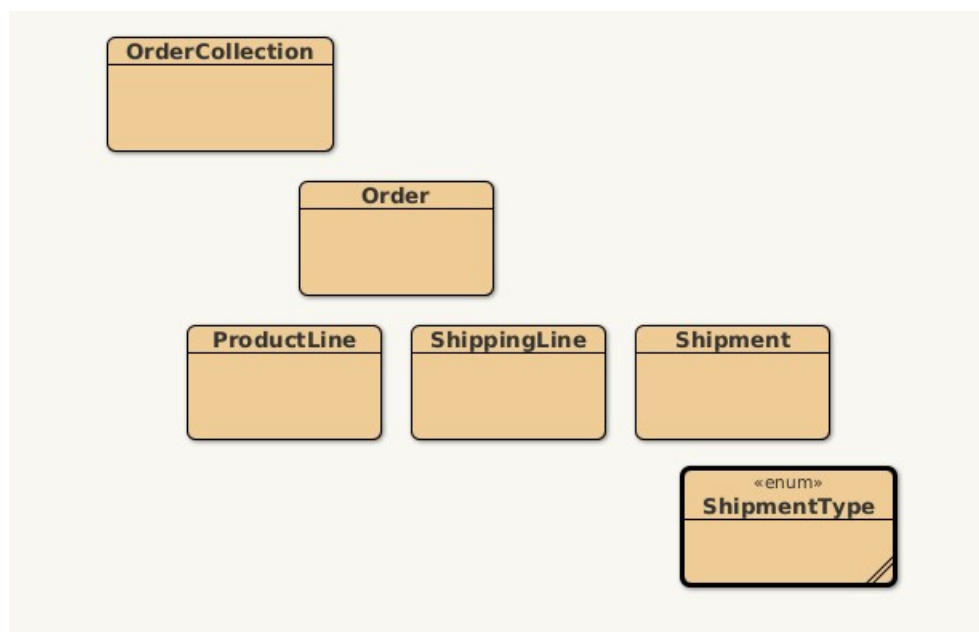 OrderCollection
Order
ProductLine
ShippingLine
Shipment
«enum»
ShipmentType